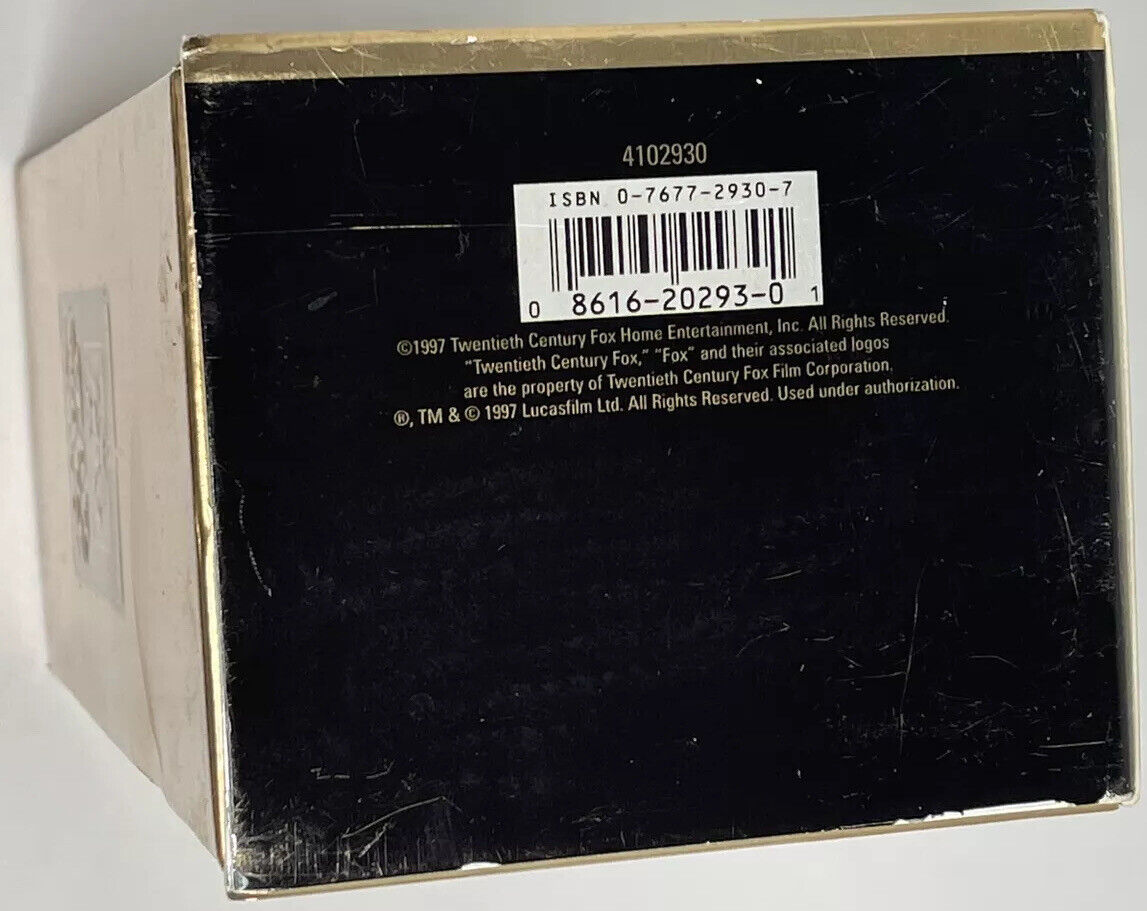 4102930
ISBN 0-7677-2930-7
0 8616-20293-0 1
©1997 Twentieth Century Fox Home Entertainment, Inc. All Rights Reserved.
"Twentieth Century Fox," "Fox" and their associated logos
are the property of Twentieth Century Fox Film Corporation.
®, TM & © 1997 Lucasfilm Ltd. All Rights Reserved. Used under authorization.